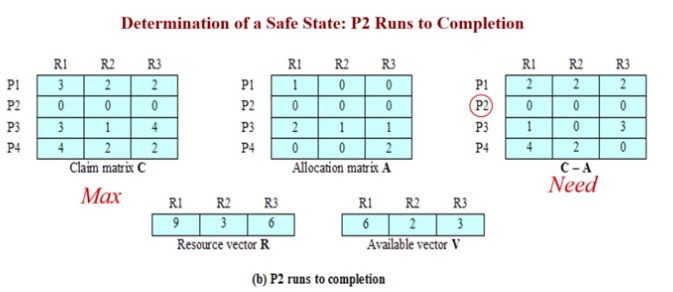 Determination of a Safe State: P2 Runs to Completion
R1 R2 R3 R1 R2 R3 R1 R2 R3
P1 3 2 2 P1 1 0 0 P1 2 2 2
P2 0 0 0 P2 0 0 0 P2 0 0 0
P3 3 1 4 P3 2 1 1 P3 1 0 3
P4 4 2 2 P4 0 0 2 P4 4 2 0
Claim matrix C Allocation matrix A C – A
Max Need
R1 R2 R3 R1 R2 R3
9 3 6 6 2 3
Resource vector R Available vector V
(b) P2 runs to completion